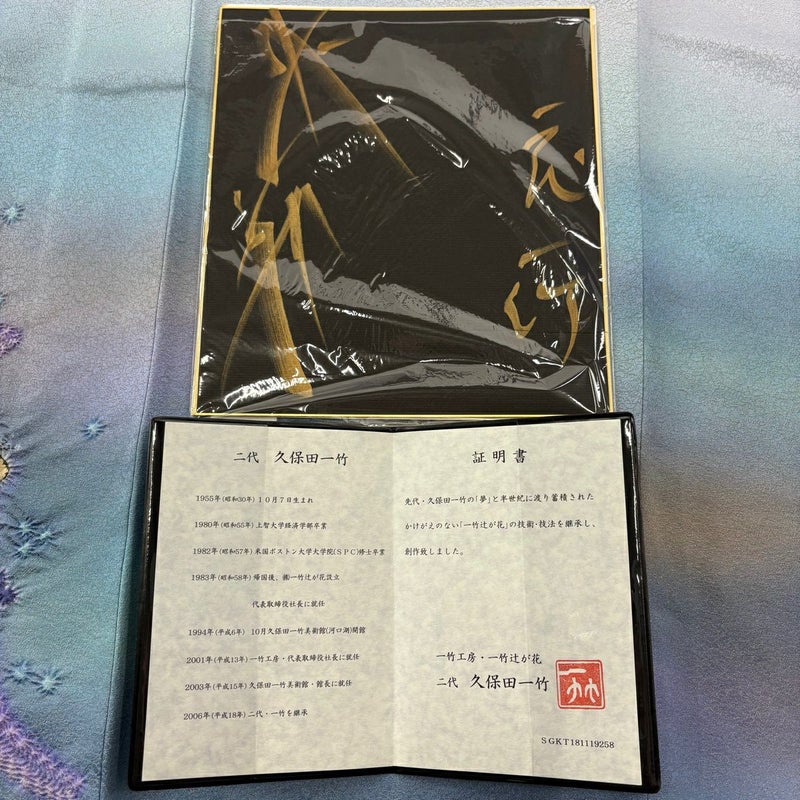 二代 久保田一竹
1955年(昭和30年) 10月7日生まれ
1980年(昭和55年) 上智大学経済学部卒業
1982年(昭和57年) 米国ボストン大学大学院(SPC)修士卒業
1983年(昭和58年) 帰国後、㈱一竹辻が花設立
代表取締役社長に就任
1994年(平成6年) 10月久保田一竹美術館(河口湖)開館
2001年(平成13年) 一竹工房・代表取締役社長に就任
2003年(平成15年) 久保田一竹美術館・館長に就任
2006年(平成18年) 二代・一竹を継承
証明書
先代・久保田一竹の「夢」と半世紀に渡り蓄積された
かけがえのない「一竹辻が花」の技術・技法を継承し、
創作致しました。
一竹工房・一竹辻が花
二代 久保田一竹
一竹
SGKT181119258